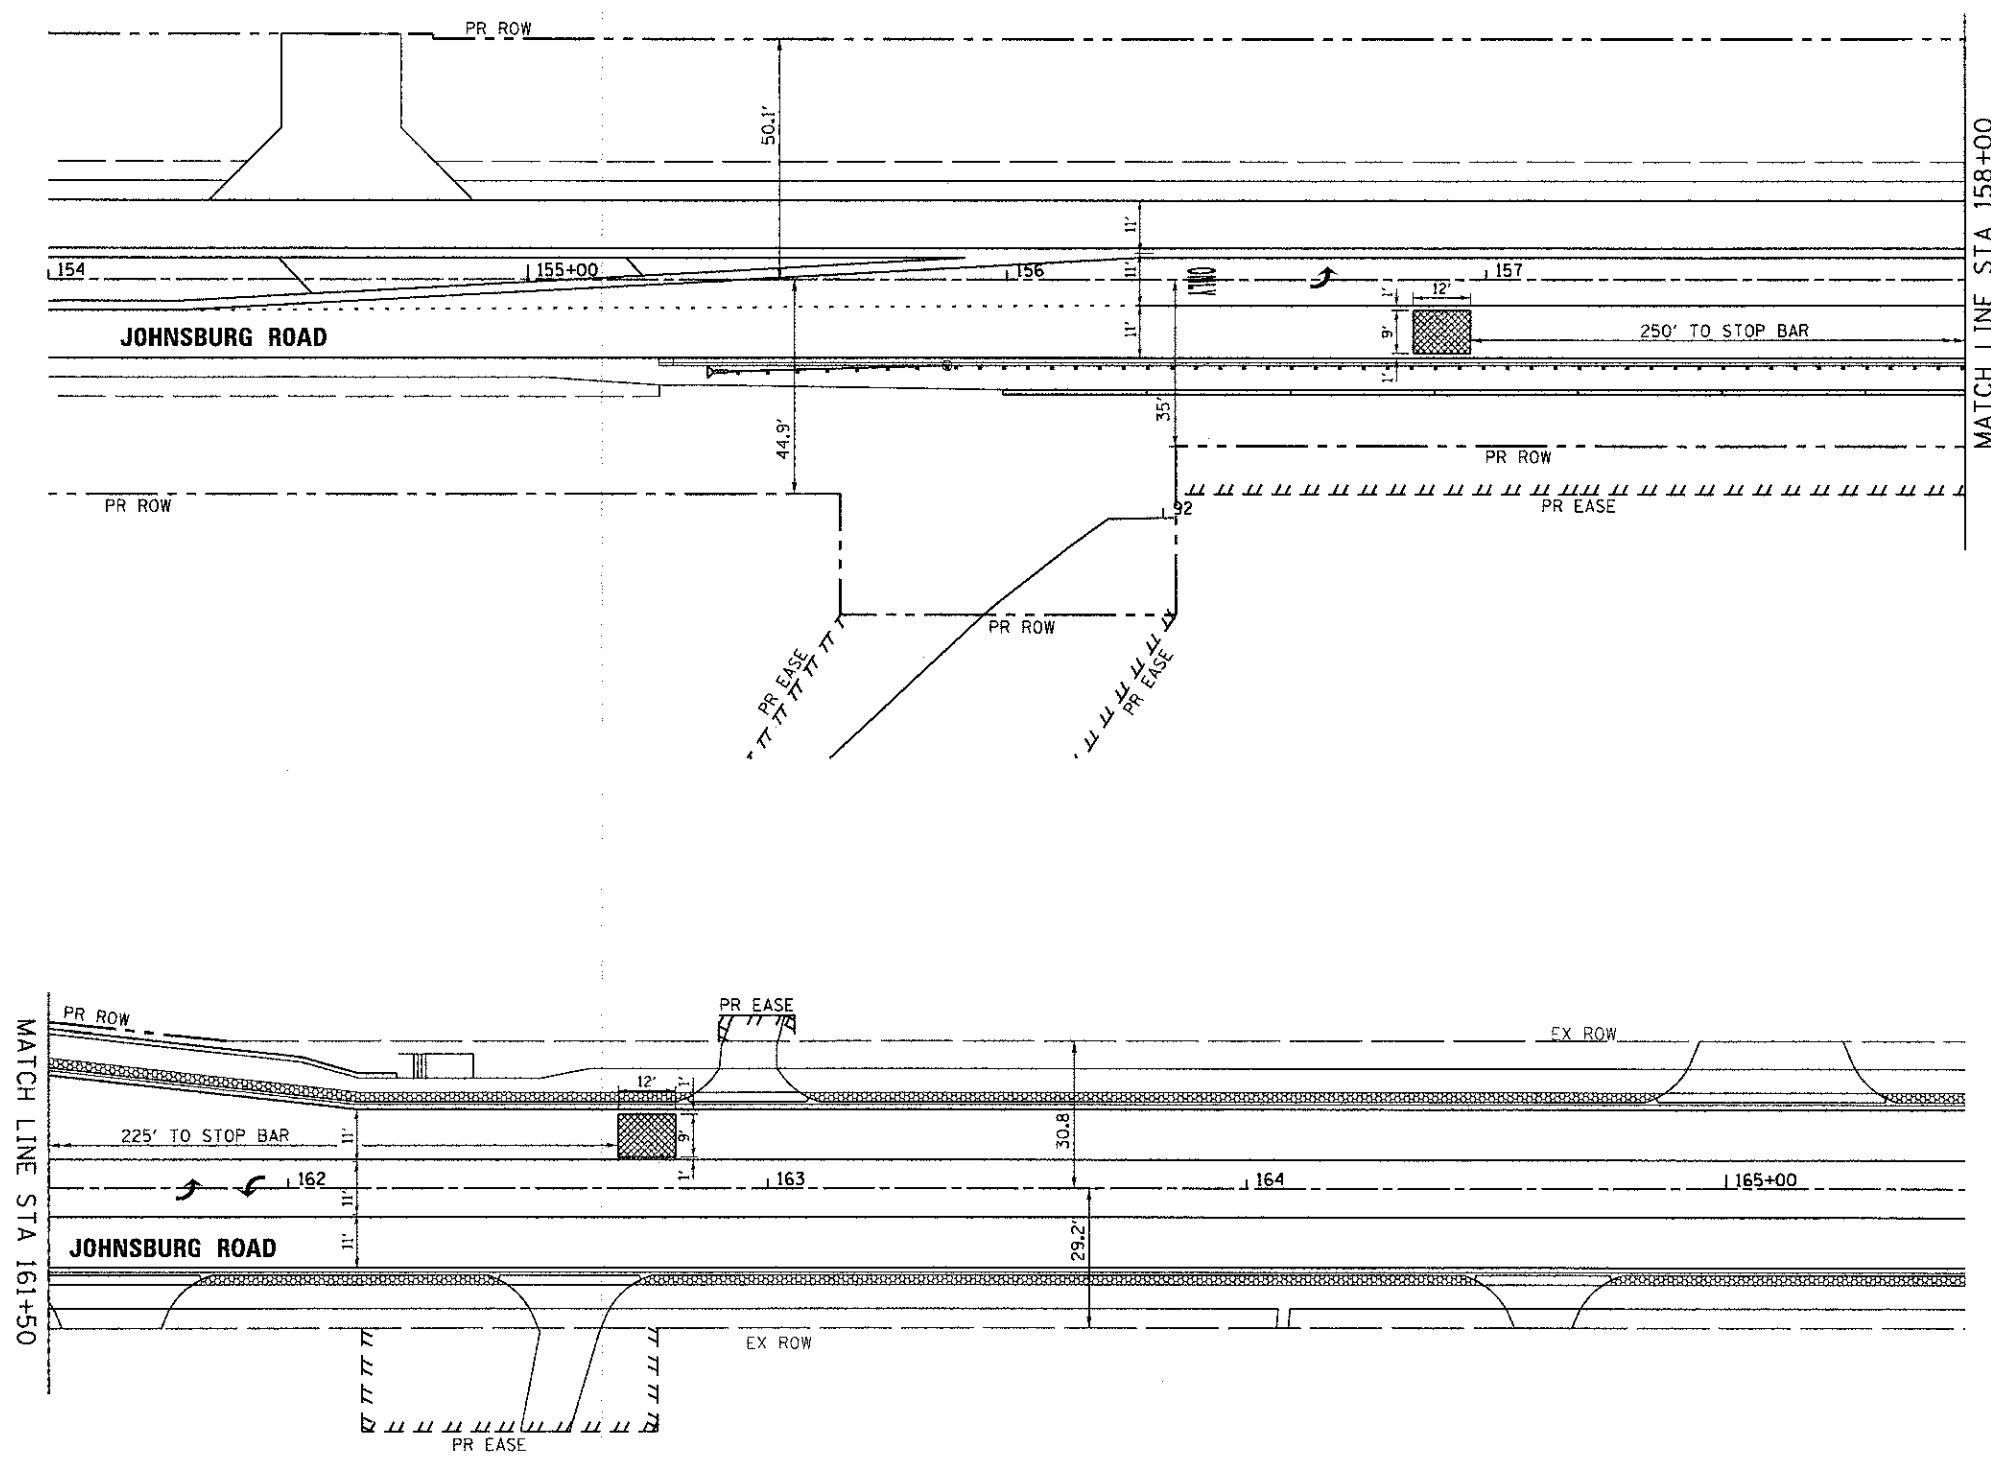 PR ROW
50.1'
11'
154
155+00
156
11'
ONLY
157
12'
1'
JOHNSBURG ROAD
11'
9'
250' TO STOP BAR
1'
MATCH LINE STA 158+00
44.9'
35'
PR ROW
PR ROW
92
PR EASE
PR ROW
PR EASE
PR EASE
MATCH LINE STA 161+50
PR ROW
PR EASE
EX ROW
12'
1'
225' TO STOP BAR
11'
9'
30.8
1'
162
163
164
165+00
11'
JOHNSBURG ROAD
11'
29.2'
EX ROW
PR EASE